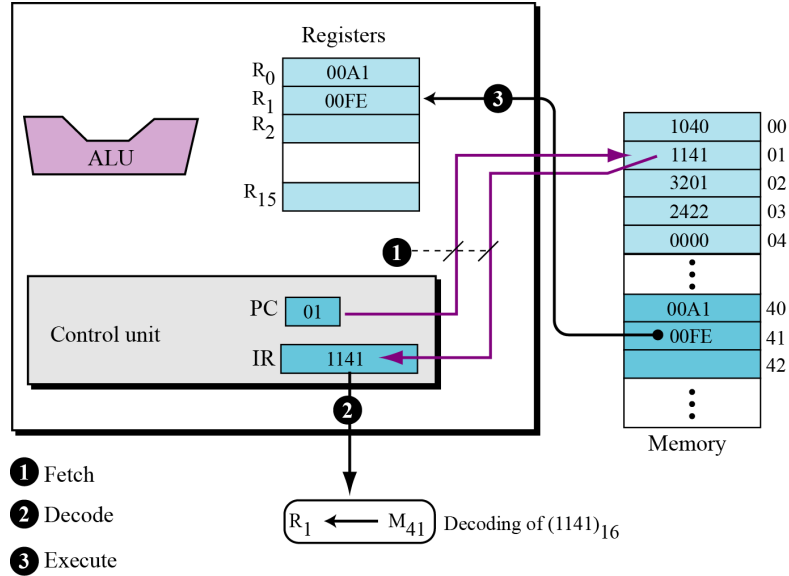 Registers
R0 00A1
R1 00FE
R2
R15
ALU
3
1040 00
1141 01
3201 02
2422 03
0000 04
00A1 40
00FE 41
42
Memory
1
Control unit
PC 01
IR 1141
2
1 Fetch
2 Decode
3 Execute
R1 ← M41 Decoding of (1141)16